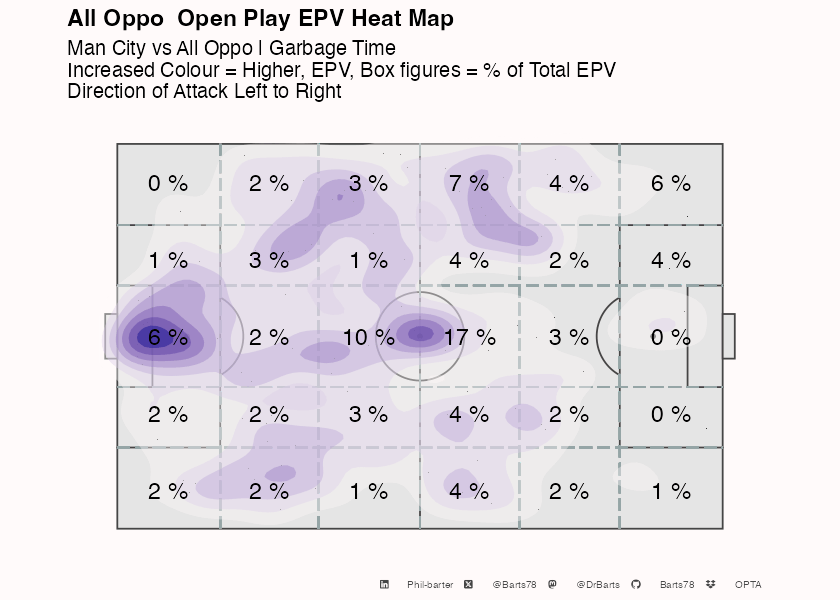 All Oppo  Open Play EPV Heat Map
Man City vs All Oppo | Garbage Time
Increased Colour = Higher, EPV, Box figures = % of Total EPV
Direction of Attack Left to Right
0 % 2 % 3 % 7 % 4 % 6 %
1 % 3 % 1 % 4 % 2 % 4 %
6 % 2 % 10 % 17 % 3 % 0 %
2 % 2 % 3 % 4 % 2 % 0 %
2 % 2 % 1 % 4 % 2 % 1 %
Phil-barter @Barts78 @DrBarts Barts78 OPTA